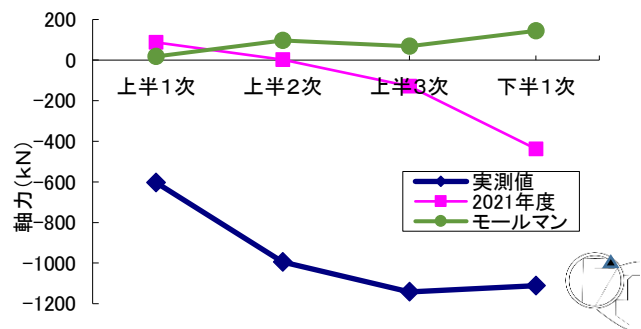 200
0
-200
-400
-600
-800
-1000
-1200
軸力(kN)
上半1次
上半2次
上半3次
下半1次
実測値
2021年度
モールマン